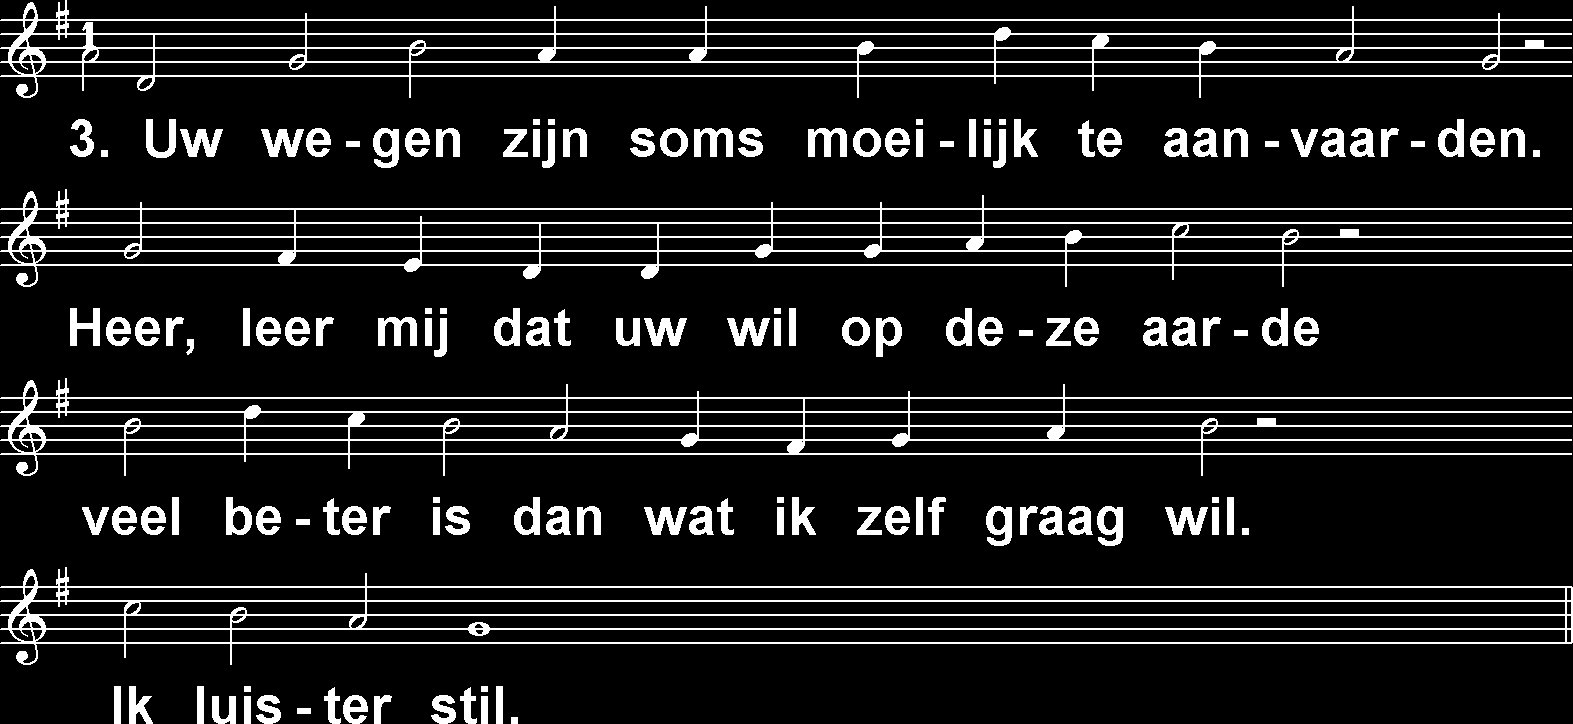 1
3. Uw we - gen zijn soms moei - lijk te aan - vaar - den.
Heer, leer mij dat uw wil op de - ze aar - de
veel be - ter is dan wat ik zelf graag wil.
Ik luis - ter stil.